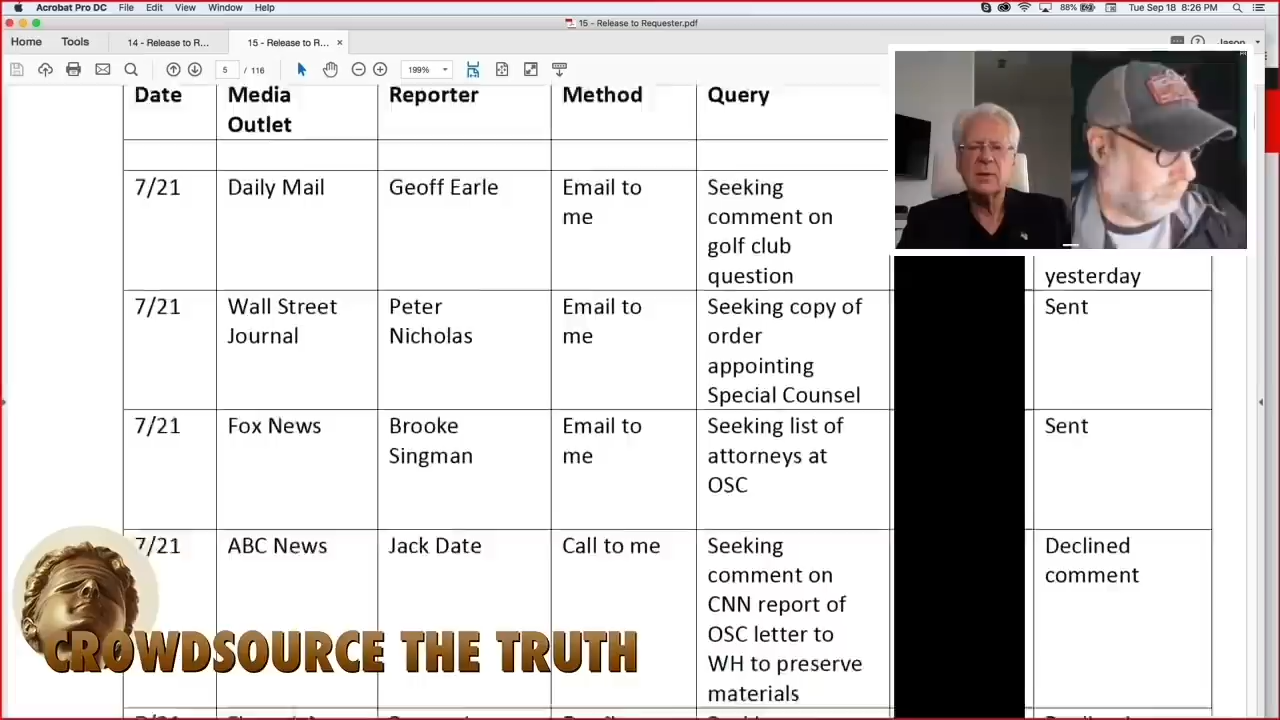 Acrobat Pro DC File Edit View Window Help 88% Tue Sep 18 8:26 PM
15 - Release to Requester.pdf
Home Tools 14 - Release to R... 15 - Release to R... × Jason
5 / 116 199%
Date Media Reporter Method Query
Outlet
7/21 Daily Mail Geoff Earle Email to Seeking
me comment on
golf club
question yesterday
7/21 Wall Street Peter Email to Seeking copy of Sent
Journal Nicholas me order
appointing
Special Counsel
7/21 Fox News Brooke Email to Seeking list of Sent
Singman me attorneys at
OSC
7/21 ABC News Jack Date Call to me Seeking Declined
comment on comment
CNN report of
OSC letter to
WH to preserve
materials
CROWDSOURCE THE TRUTH